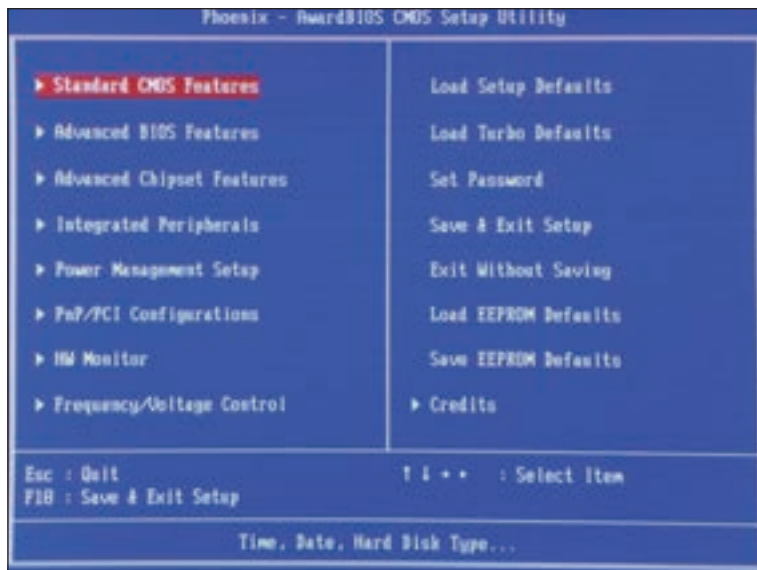 Phoenix - AwardBIOS CMOS Setup Utility
▶ Standard CMOS Features
▶ Advanced BIOS Features
▶ Advanced Chipset Features
▶ Integrated Peripherals
▶ Power Management Setup
▶ PnP/PCI Configurations
▶ HW Monitor
▶ Frequency/Voltage Control
Load Setup Defaults
Load Turbo Defaults
Set Password
Save & Exit Setup
Exit Without Saving
Load EEPROM Defaults
Save EEPROM Defaults
▶ Credits
Esc : Quit
F10 : Save & Exit Setup
↑ ↓ → ← : Select Item
Time, Date, Hard Disk Type...